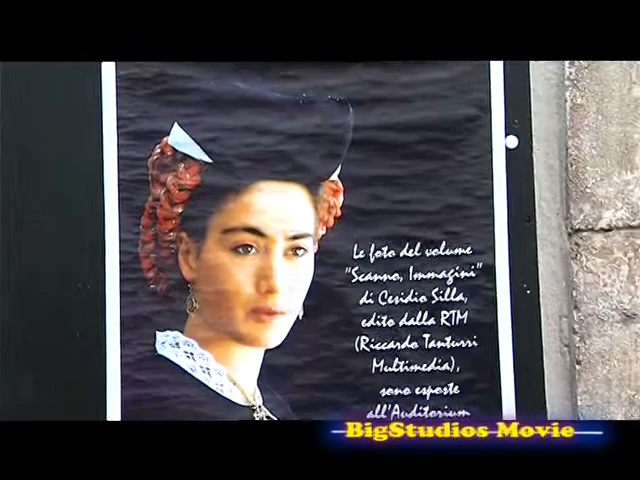 Le foto del volume
"Scanno, Immagini"
di Cesidio Silla,
edito dalla RTM
(Riccardo Tanturri
Multimedia),
sono esposte
all'Auditorium
BigStudios Movie